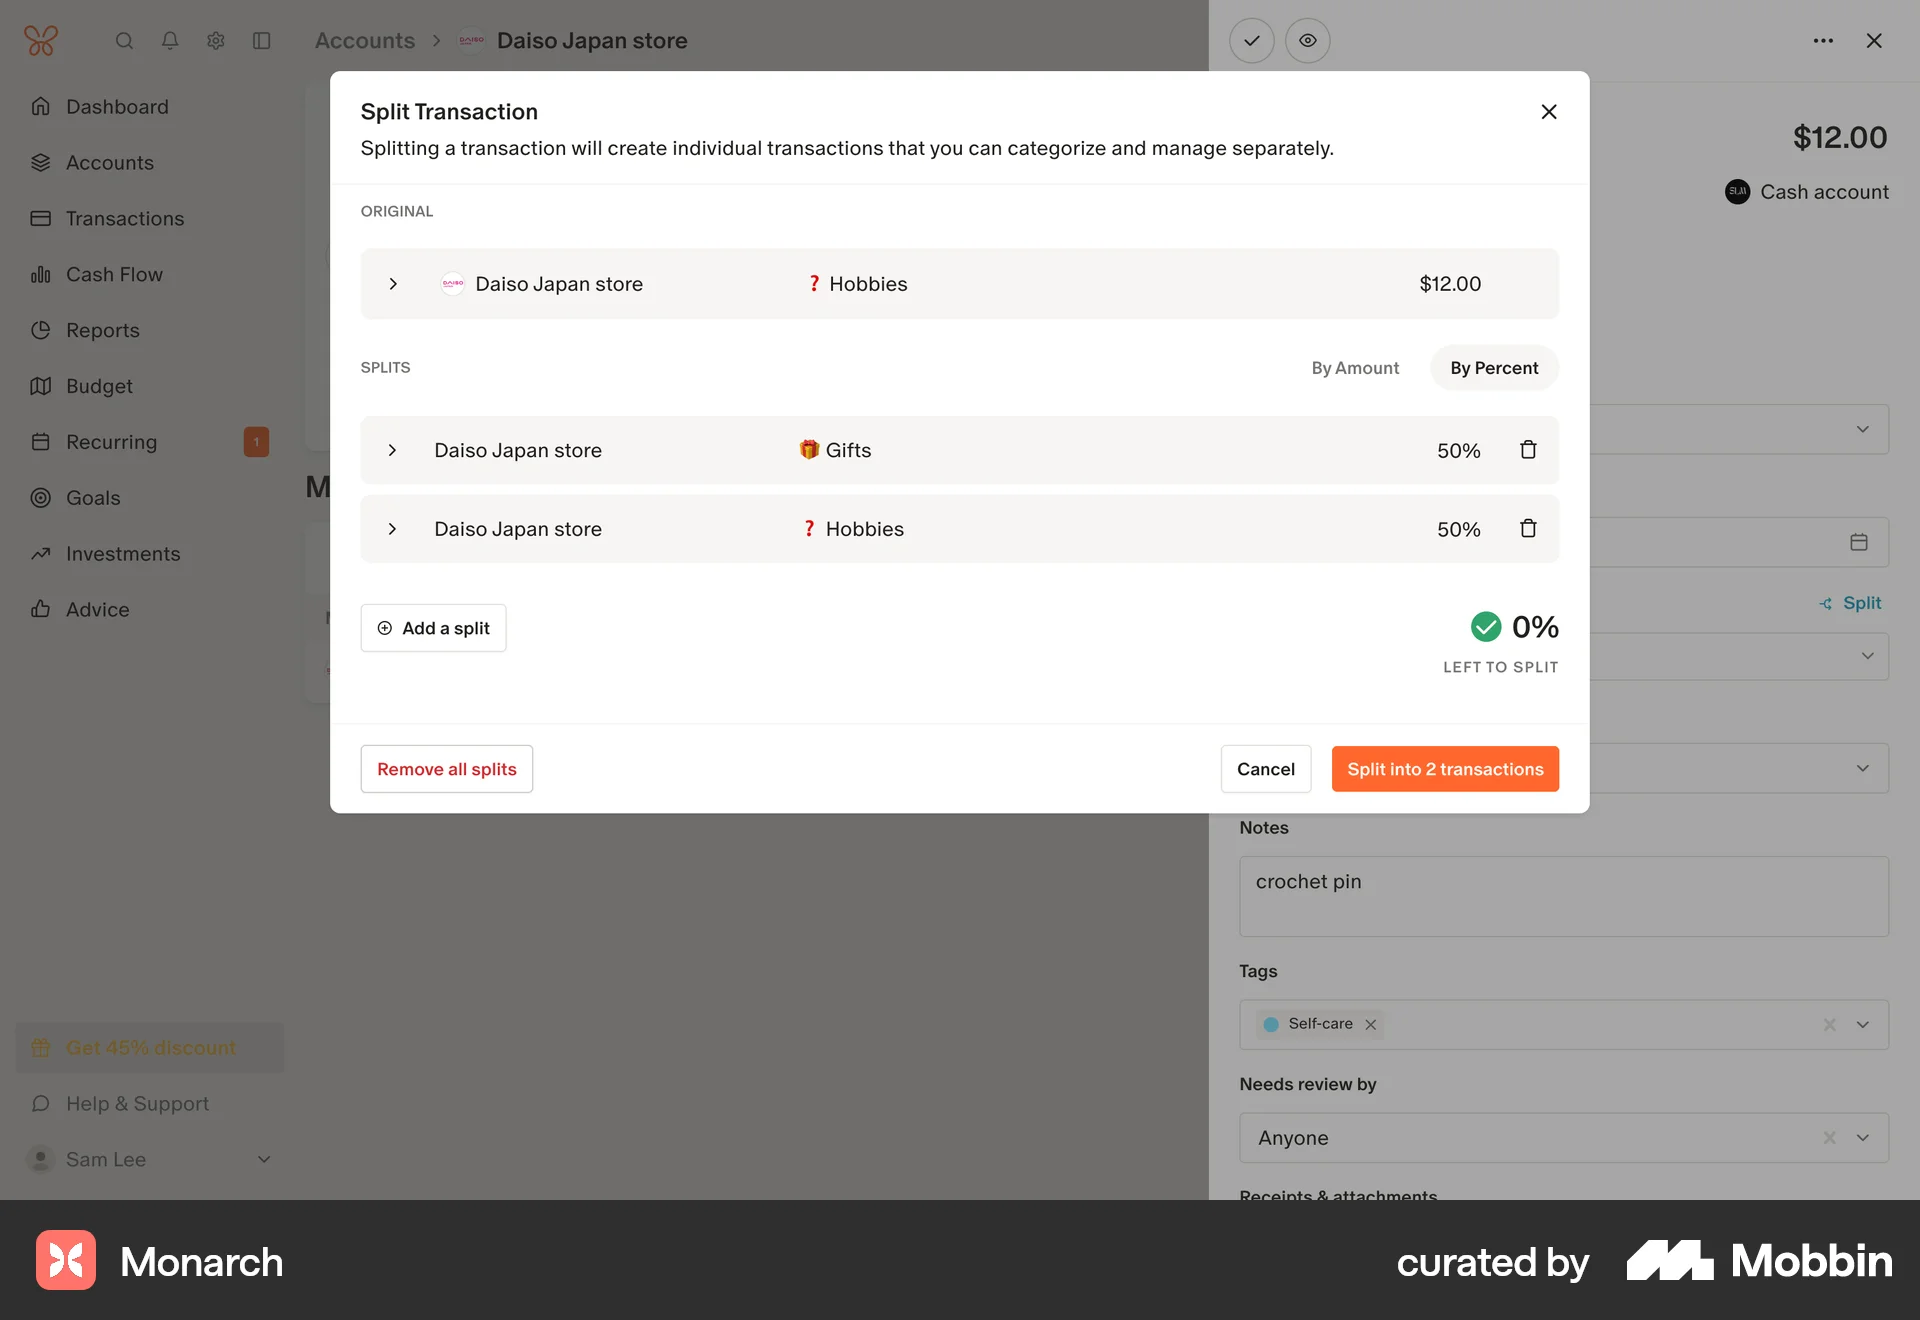 Accounts
DAISO
Daiso Japan store
Dashboard
Accounts
Transactions
Cash Flow
Reports
Budget
Recurring
1
Goals
Investments
Advice
Get 45% discount
Help & Support
Sam Lee
M
Split Transaction
Splitting a transaction will create individual transactions that you can categorize and manage separately.
ORIGINAL
DAISO Daiso Japan store ❓ Hobbies $12.00
SPLITS
By Amount
By Percent
Daiso Japan store 🎁 Gifts 50%
Daiso Japan store ❓ Hobbies 50%
Add a split
0%
LEFT TO SPLIT
Remove all splits
Cancel
Split into 2 transactions
$12.00
Cash account
Split
Notes
crochet pin
Tags
Self-care
Needs review by
Anyone
Receipts & attachments
Monarch
curated by
Mobbin